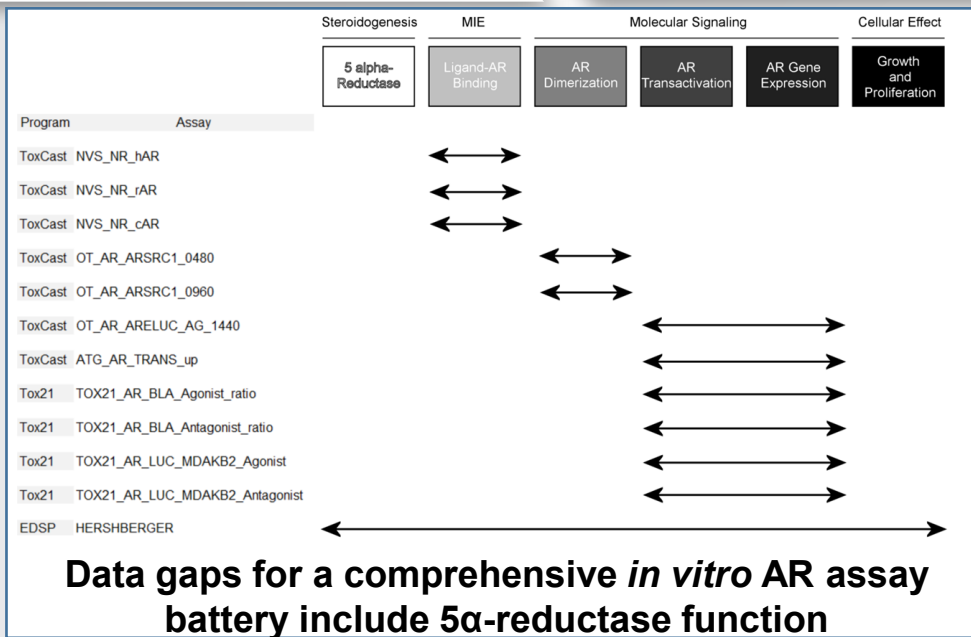 Steroidogenesis MIE Molecular Signaling Cellular Effect
5 alpha-
Reductase
Ligand-AR
Binding
AR
Dimerization
AR
Transactivation
AR Gene
Expression
Growth
and
Proliferation
Program Assay
ToxCast NVS_NR_hAR
ToxCast NVS_NR_rAR
ToxCast NVS_NR_cAR
ToxCast OT_AR_ARSRC1_0480
ToxCast OT_AR_ARSRC1_0960
ToxCast OT_AR_ARELUC_AG_1440
ToxCast ATG_AR_TRANS_up
Tox21 TOX21_AR_BLA_Agonist_ratio
Tox21 TOX21_AR_BLA_Antagonist_ratio
Tox21 TOX21_AR_LUC_MDAKB2_Agonist
Tox21 TOX21_AR_LUC_MDAKB2_Antagonist
EDSP HERSHBERGER
Data gaps for a comprehensive in vitro AR assay
battery include 5α-reductase function